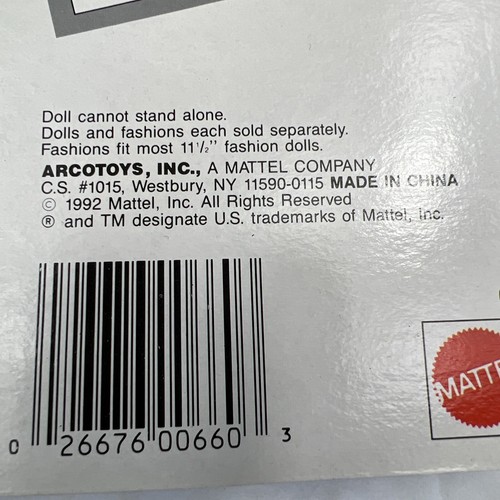 Doll cannot stand alone.
Dolls and fashions each sold separately.
Fashions fit most 11 1/2" fashion dolls.
ARCOTOYS, INC., A MATTEL COMPANY
C.S. #1015, Westbury, NY 11590-0115 MADE IN CHINA
© 1992 Mattel, Inc. All Rights Reserved
® and TM designate U.S. trademarks of Mattel, Inc.
0 26676 00660 3
MATTE